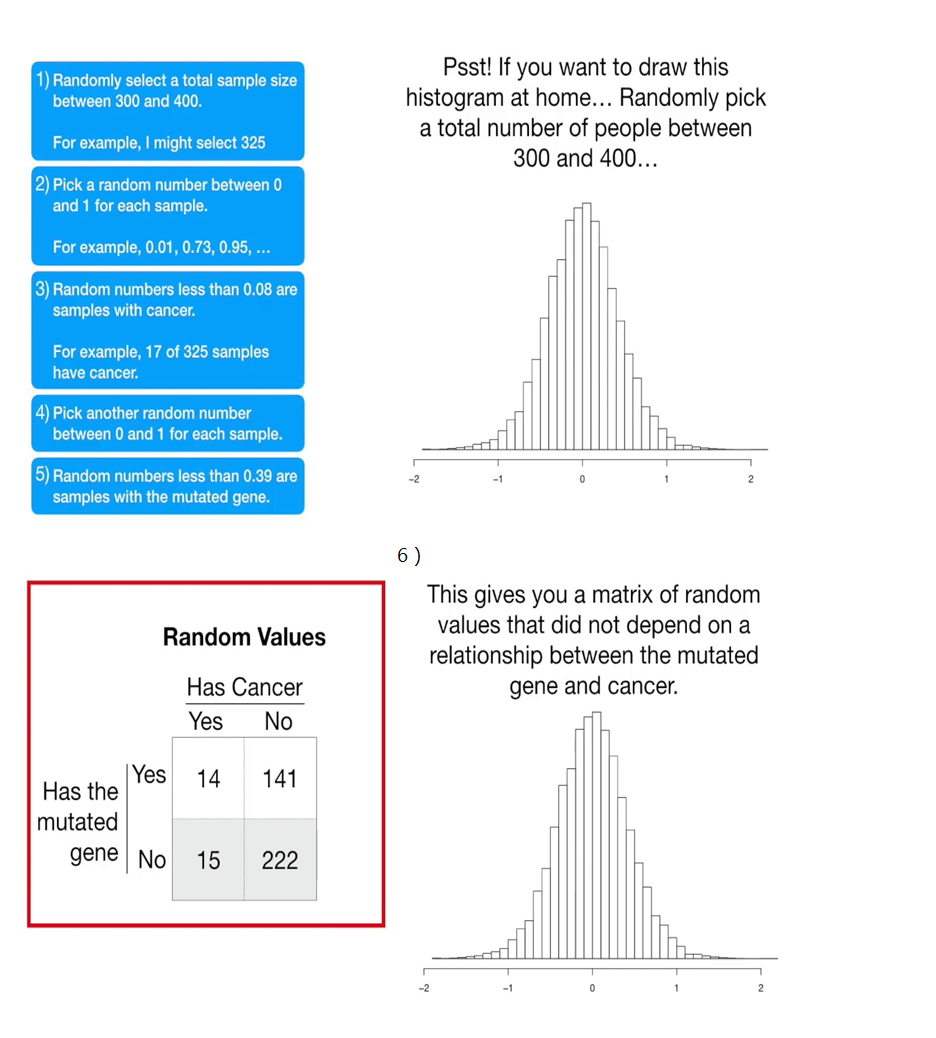 1) Randomly select a total sample size
between 300 and 400.
For example, I might select 325
2) Pick a random number between 0
and 1 for each sample.
For example, 0.01, 0.73, 0.95, ...
3) Random numbers less than 0.08 are
samples with cancer.
For example, 17 of 325 samples
have cancer.
4) Pick another random number
between 0 and 1 for each sample.
5) Random numbers less than 0.39 are
samples with the mutated gene.
Psst! If you want to draw this
histogram at home... Randomly pick
a total number of people between
300 and 400...
-2 -1 0 1 2
6)
Random Values
Has Cancer
Yes No
Has the
mutated
gene
Yes 14 141
No 15 222
This gives you a matrix of random
values that did not depend on a
relationship between the mutated
gene and cancer.
-2 -1 0 1 2